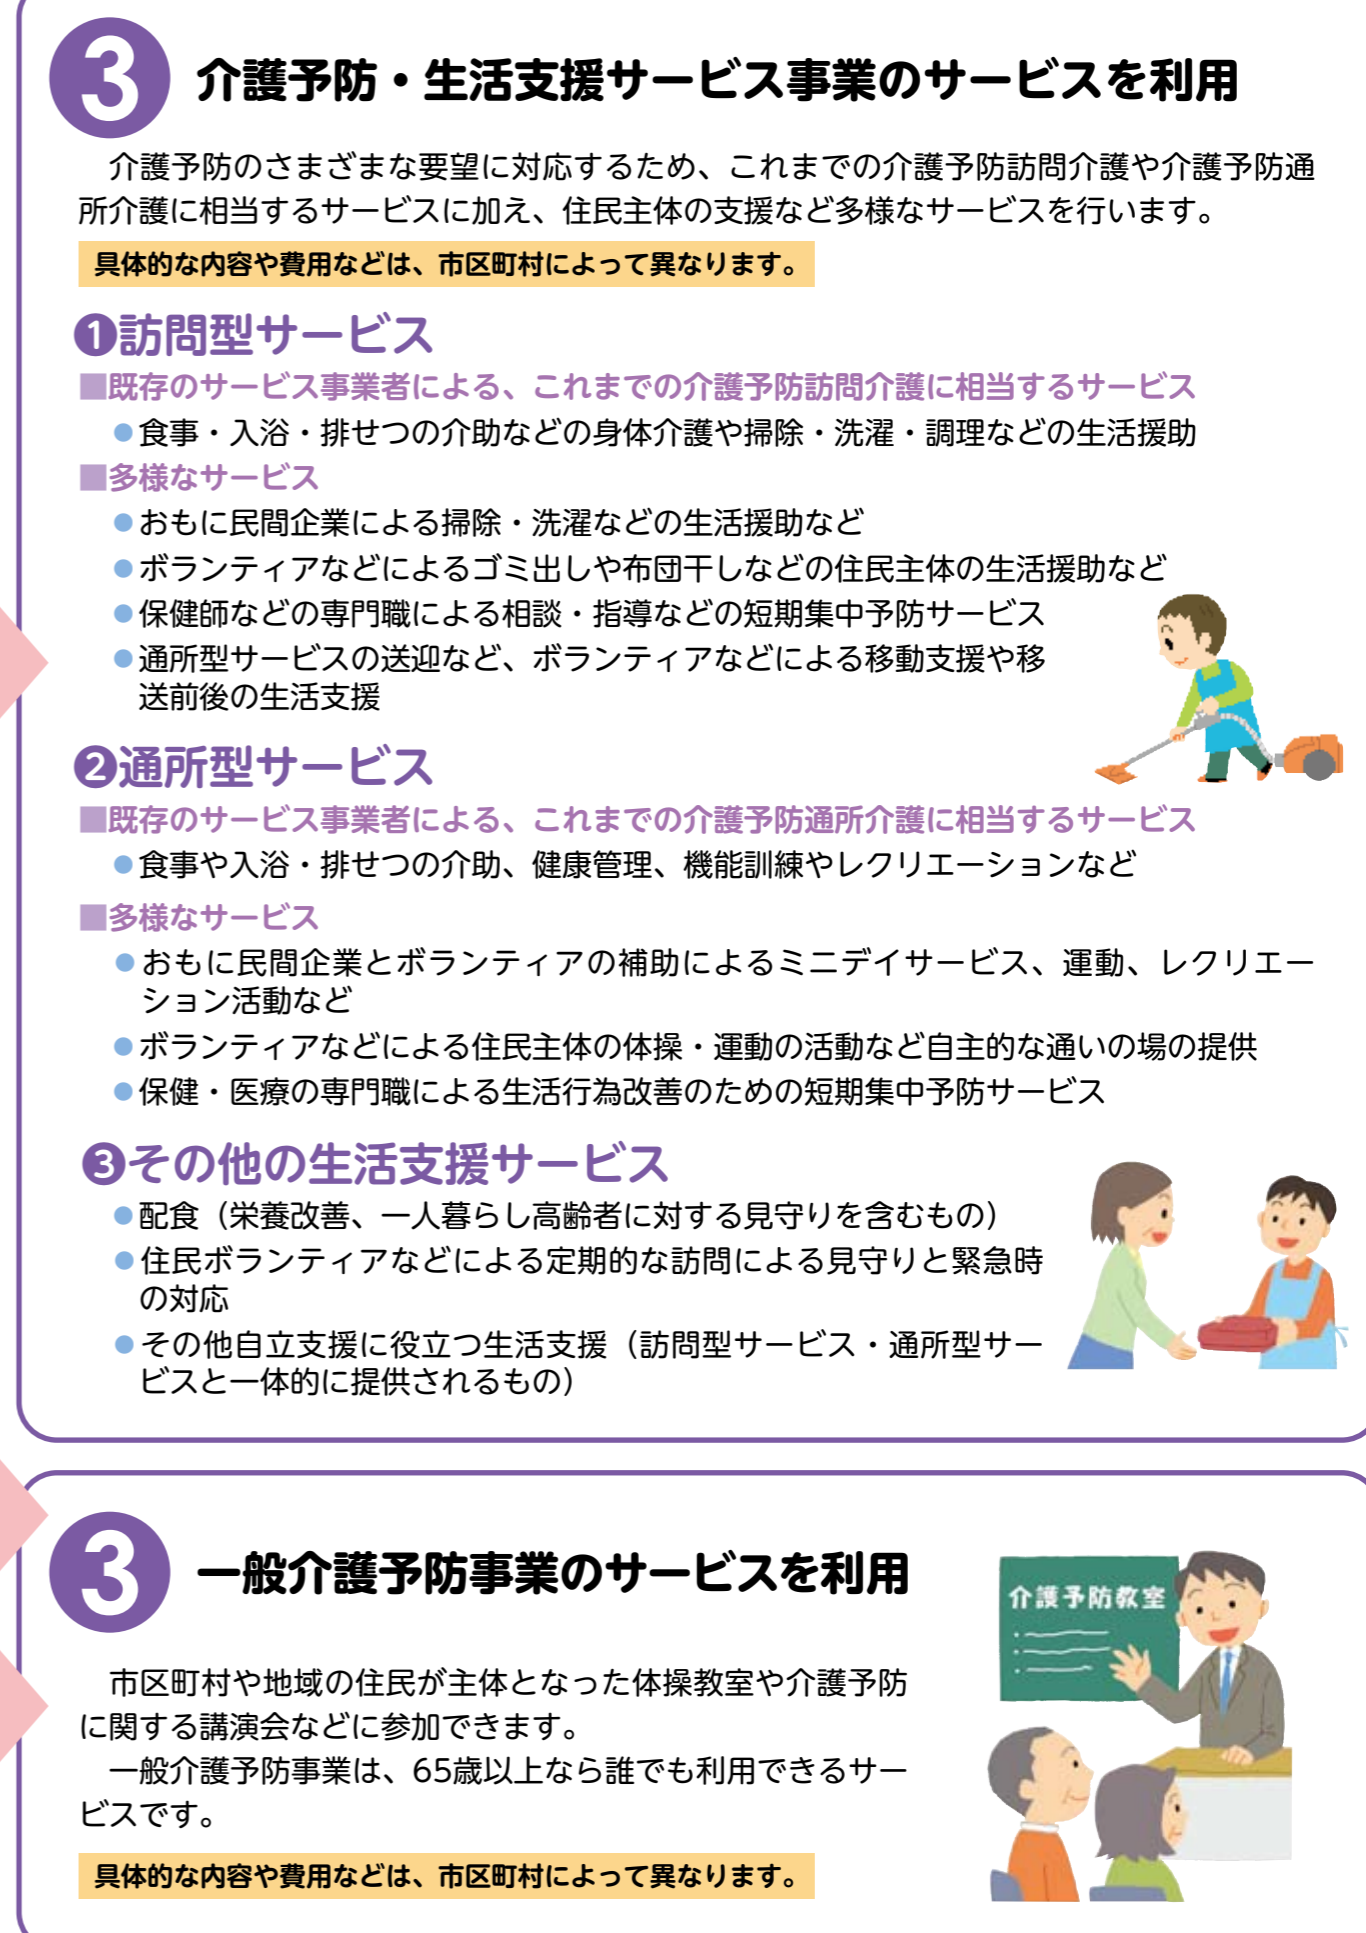 3 介護予防・生活支援サービス事業のサービスを利用
介護予防のさまざまな要望に対応するため、これまでの介護予防訪問介護や介護予防通
所介護に相当するサービスに加え、住民主体の支援など多様なサービスを行います。
具体的な内容や費用などは、市区町村によって異なります。
❶訪問型サービス
■既存のサービス事業者による、これまでの介護予防訪問介護に相当するサービス
●食事・入浴・排せつの介助などの身体介護や掃除・洗濯・調理などの生活援助
■多様なサービス
●おもに民間企業による掃除・洗濯などの生活援助など
●ボランティアなどによるゴミ出しや布団干しなどの住民主体の生活援助など
●保健師などの専門職による相談・指導などの短期集中予防サービス
●通所型サービスの送迎など、ボランティアなどによる移動支援や移
送前後の生活支援
❷通所型サービス
■既存のサービス事業者による、これまでの介護予防通所介護に相当するサービス
●食事や入浴・排せつの介助、健康管理、機能訓練やレクリエーションなど
■多様なサービス
●おもに民間企業とボランティアの補助によるミニデイサービス、運動、レクリエー
ション活動など
●ボランティアなどによる住民主体の体操・運動の活動など自主的な通いの場の提供
●保健・医療の専門職による生活行為改善のための短期集中予防サービス
❸その他の生活支援サービス
●配食（栄養改善、一人暮らし高齢者に対する見守りを含むもの）
●住民ボランティアなどによる定期的な訪問による見守りと緊急時
の対応
●その他自立支援に役立つ生活支援（訪問型サービス・通所型サー
ビスと一体的に提供されるもの）
3 一般介護予防事業のサービスを利用
介護予防教室
市区町村や地域の住民が主体となった体操教室や介護予防
に関する講演会などに参加できます。
一般介護予防事業は、65歳以上なら誰でも利用できるサー
ビスです。
具体的な内容や費用などは、市区町村によって異なります。